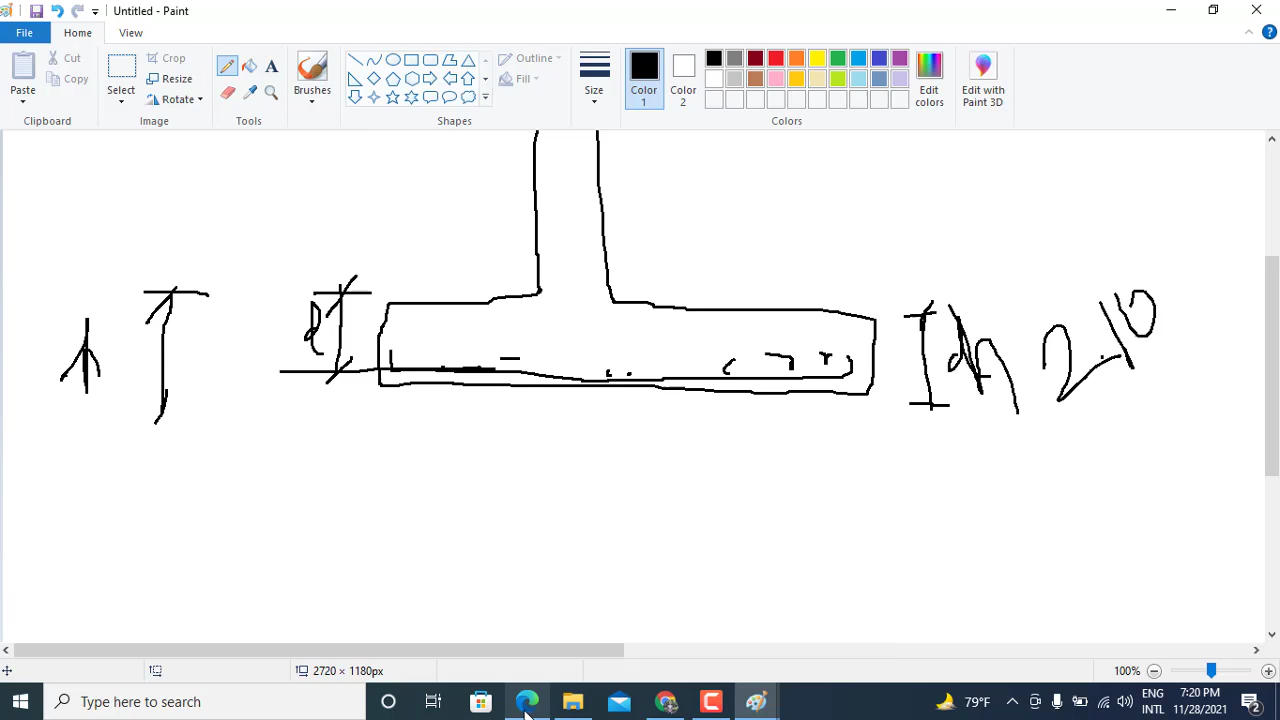 Untitled - Paint
File
Home
View
Paste
Cut
Copy
Clipboard
Select
Crop
Resize
Rotate
Image
A
Tools
Brushes
Shapes
Outline
Fill
Size
Color
1
Color
2
Edit
colors
Colors
Edit with
Paint 3D
2720 × 1180px
100%
Type here to search
79°F
ENG
INTL
7:20 PM
11/28/2021
2